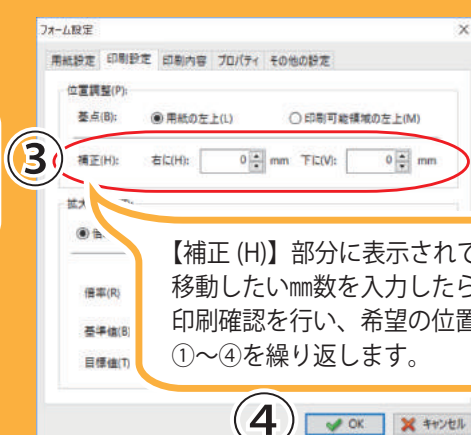 フォーム設定
用紙設定 印刷設定 印刷内容 プロパティ その他の設定
位置調整(P):
基点(B): 用紙の左上(L) 印刷可能領域の左上(M)
③
補正(H): 右に(H): 0 mm 下に(V): 0 mm
拡大
【補正 (H)】部分に表示されて
移動したい㎜数を入力したら
印刷確認を行い、希望の位置
①～④を繰り返します。
倍率(R)
基準値(B)
目標値(T)
④ OK キャンセル